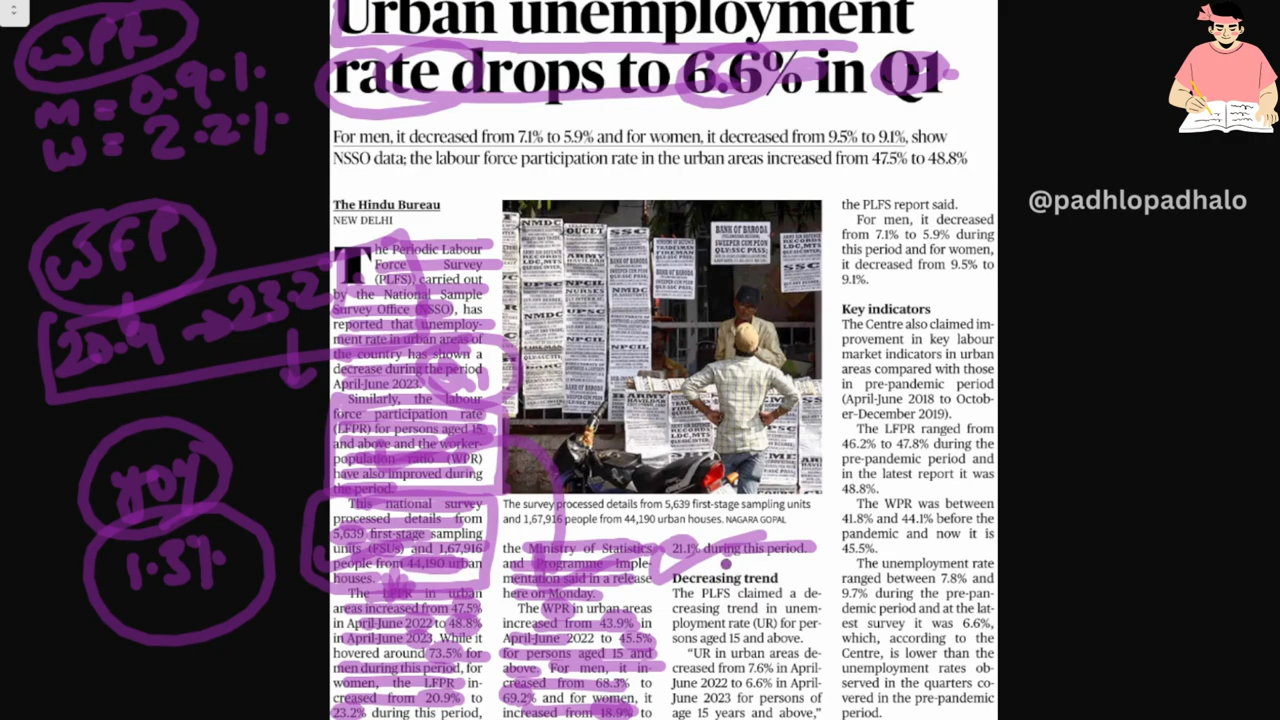 WPR
M = 0.9%
W = 2.2%
WFP
20.9 → 23.2
1.3%
@padhlopadhalo
Urban unemployment
rate drops to 6.6% in Q1
For men, it decreased from 7.1% to 5.9% and for women, it decreased from 9.5% to 9.1%, show
NSSO data; the labour force participation rate in the urban areas increased from 47.5% to 48.8%
The Hindu Bureau
NEW DELHI
The Periodic Labour
Force Survey
(PLFS) carried out
by the National Sample
Survey Office (NSSO), has
reported that unemploy-
ment rate in urban areas of
the country has shown a
decrease during the period
April-June 2023.
Q1
Similarly, the labour
force participation rate
(LFPR) for persons aged 15
and above and the worker-
population ratio (WPR)
have also improved during
the period.
This national survey
processed details from
5,639 first-stage sampling
units (FSUs) and 1,67,916
people from 44,190 urban
houses.
The LFPR in urban
areas increased from 47.5%
in April-June 2022 to 48.8%
in April-June 2023. While it
hovered around 73.5% for
men during this period, for
women, the LFPR in-
creased from 20.9% to
23.2% during this period,
NMDC
SSC
BANK OF BARODA
SWEEPER CUM PEON
QLY:SSC PASS;
UPSC
NPCIL
NURSES
ARMY
The survey processed details from 5,639 first-stage sampling units
and 1,67,916 people from 44,190 urban houses. NAGARA GOPAL
the Ministry of Statistics
and Programme Imple-
mentation said in a release
here on Monday.
The WPR in urban areas
increased from 43.9% in
April-June 2022 to 45.5%
for persons aged 15 and
above. For men, it in-
creased from 68.3% to
69.2% and for women, it
increased from 18.9% to
21.1% during this period.
Decreasing trend
The PLFS claimed a de-
creasing trend in unem-
ployment rate (UR) for per-
sons aged 15 and above.
“UR in urban areas de-
creased from 7.6% in April-
June 2022 to 6.6% in April-
June 2023 for persons of
age 15 years and above,”
the PLFS report said.
For men, it decreased
from 7.1% to 5.9% during
this period and for women,
it decreased from 9.5% to
9.1%.
Key indicators
The Centre also claimed im-
provement in key labour
market indicators in urban
areas compared with those
in pre-pandemic period
(April-June 2018 to Octob-
er-December 2019).
The LFPR ranged from
46.2% to 47.8% during the
pre-pandemic period and
in the latest report it was
48.8%.
The WPR was between
41.8% and 44.1% before the
pandemic and now it is
45.5%.
The unemployment rate
ranged between 7.8% and
9.7% during the pre-pan-
demic period and at the lat-
est survey it was 6.6%,
which, according to the
Centre, is lower than the
unemployment rates ob-
served in the quarters co-
vered in the pre-pandemic
period.